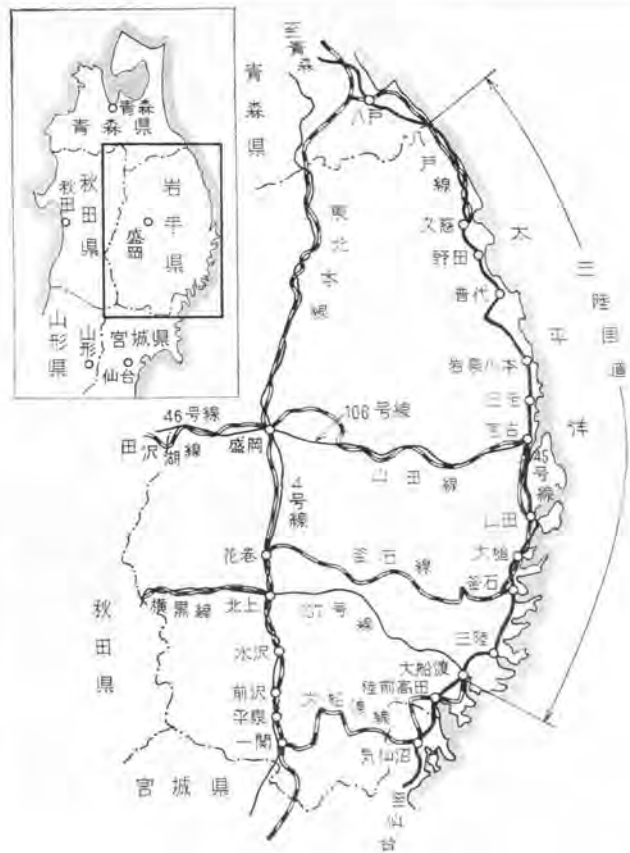 青森
青森県
秋田県
秋田
岩手県
盛岡
山形県
山形
宮城県
仙台
至青森
青森県
八戸
八戸線
久慈
野田
普代
太平洋
三陸国道
東北本線
岩泉小本
宮古
46号線
田沢湖線
盛岡
106号線
山田線
45号線
4号線
山田
花巻
釜石線
大槌
釜石
秋田県
横黒線
北上
107号線
三陸
水沢
大船渡
陸前高田
前沢
大船渡線
平泉
一関
気仙沼
宮城県
至仙台